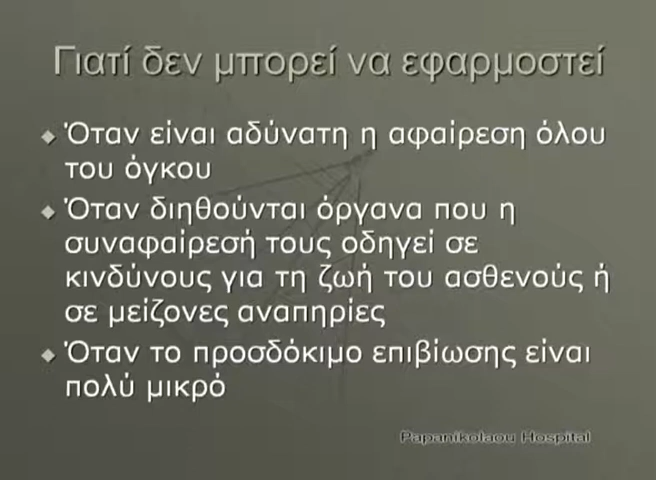 Γιατί δεν μπορεί να εφαρμοστεί
Όταν είναι αδύνατη η αφαίρεση όλου
του όγκου
Όταν διηθούνται όργανα που η
συναφαίρεσή τους οδηγεί σε
κινδύνους για τη ζωή του ασθενούς ή
σε μείζονες αναπηρίες
Όταν το προσδόκιμο επιβίωσης είναι
πολύ μικρό
Papanikolaou Hospital